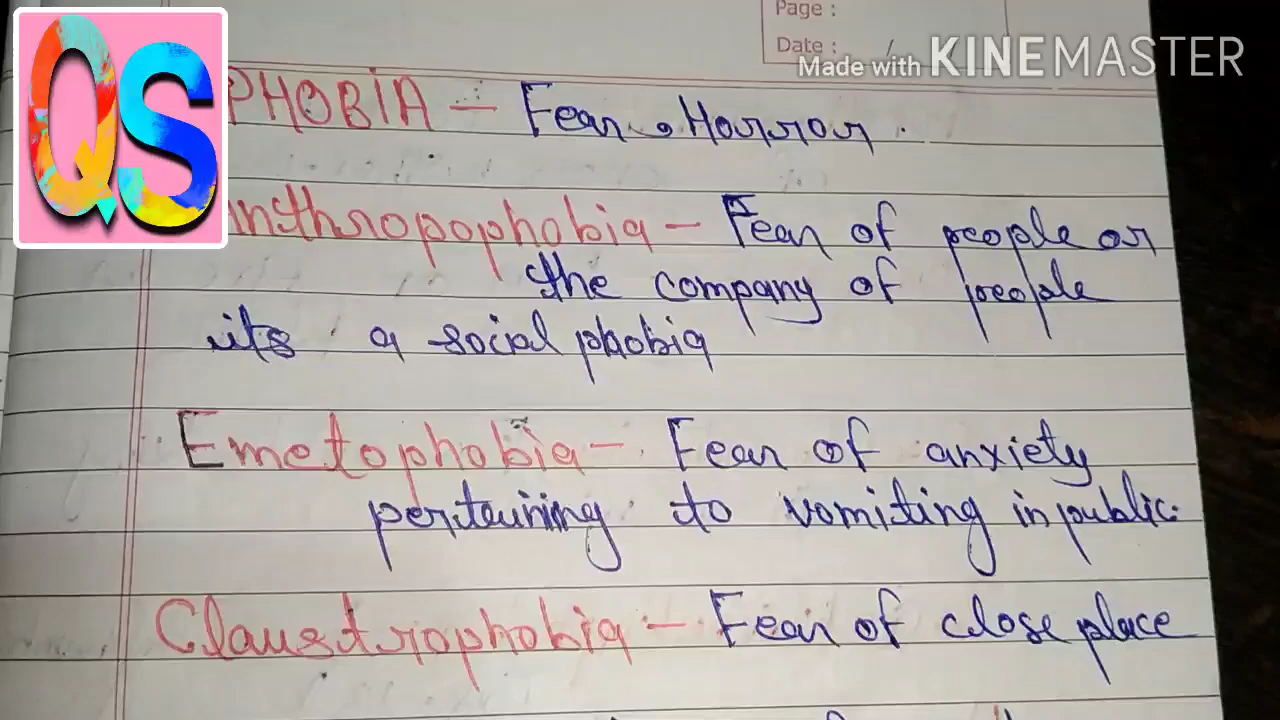 Page :
Date : /
Made with KINEMASTER
QS
PHOBIA — Fear, Horror.
Anthropophobia — Fear of people or
the company of people
its a social phobia
Emetophobia — Fear of anxiety
pertaining to vomiting in public.
Claustrophobia — Fear of close place